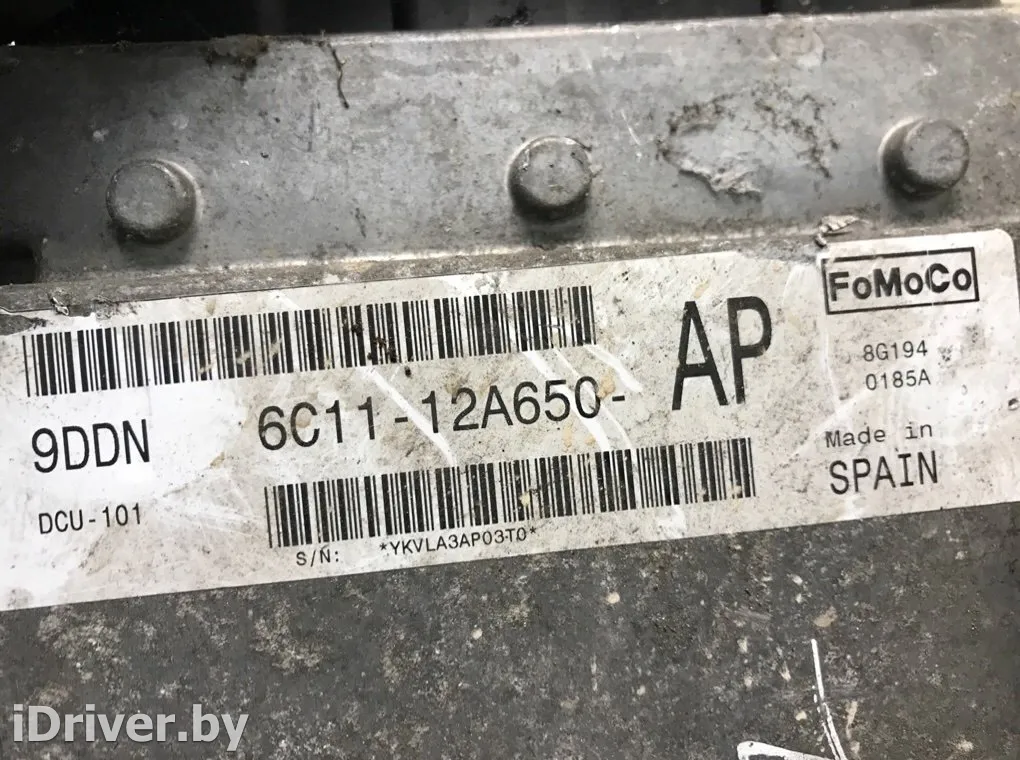 FoMoCo
8G194
0185A
9DDN 6C11-12A650- AP
Made in
SPAIN
DCU-101
S/N: *YKVLA3AP03T0*
iDriver.by